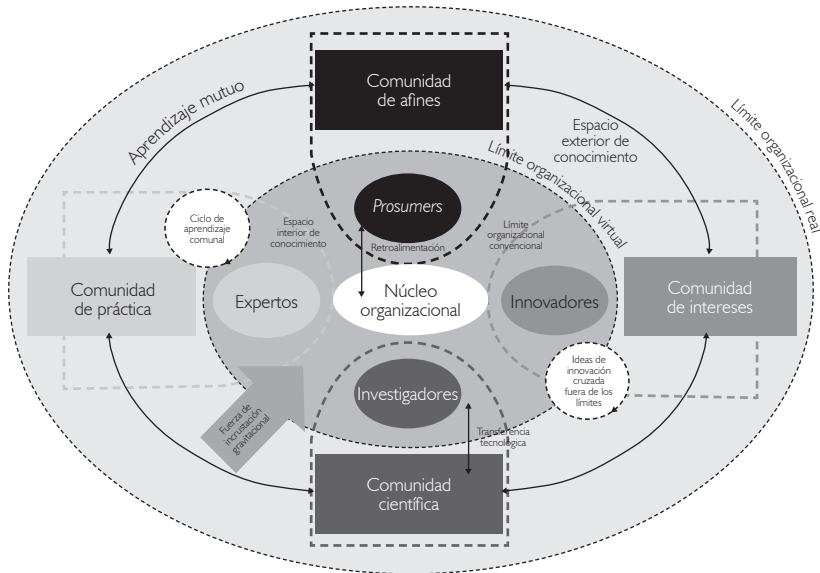 Comunidad
de afines
Aprendizaje mutuo
Espacio
exterior de
conocimiento
Límite organizacional real
Límite organizacional virtual
Prosumers
Ciclo de
aprendizaje
comunal
Espacio
interior de
conocimiento
Retroalimentación
Límite
organizacional
convencional
Comunidad
de práctica
Expertos
Núcleo
organizacional
Innovadores
Comunidad
de intereses
Ideas de
innovación
cruzada
fuera de los
límites
Investigadores
Fuerza de
incrustación
gravitacional
Transferencia
tecnológica
Comunidad
científica